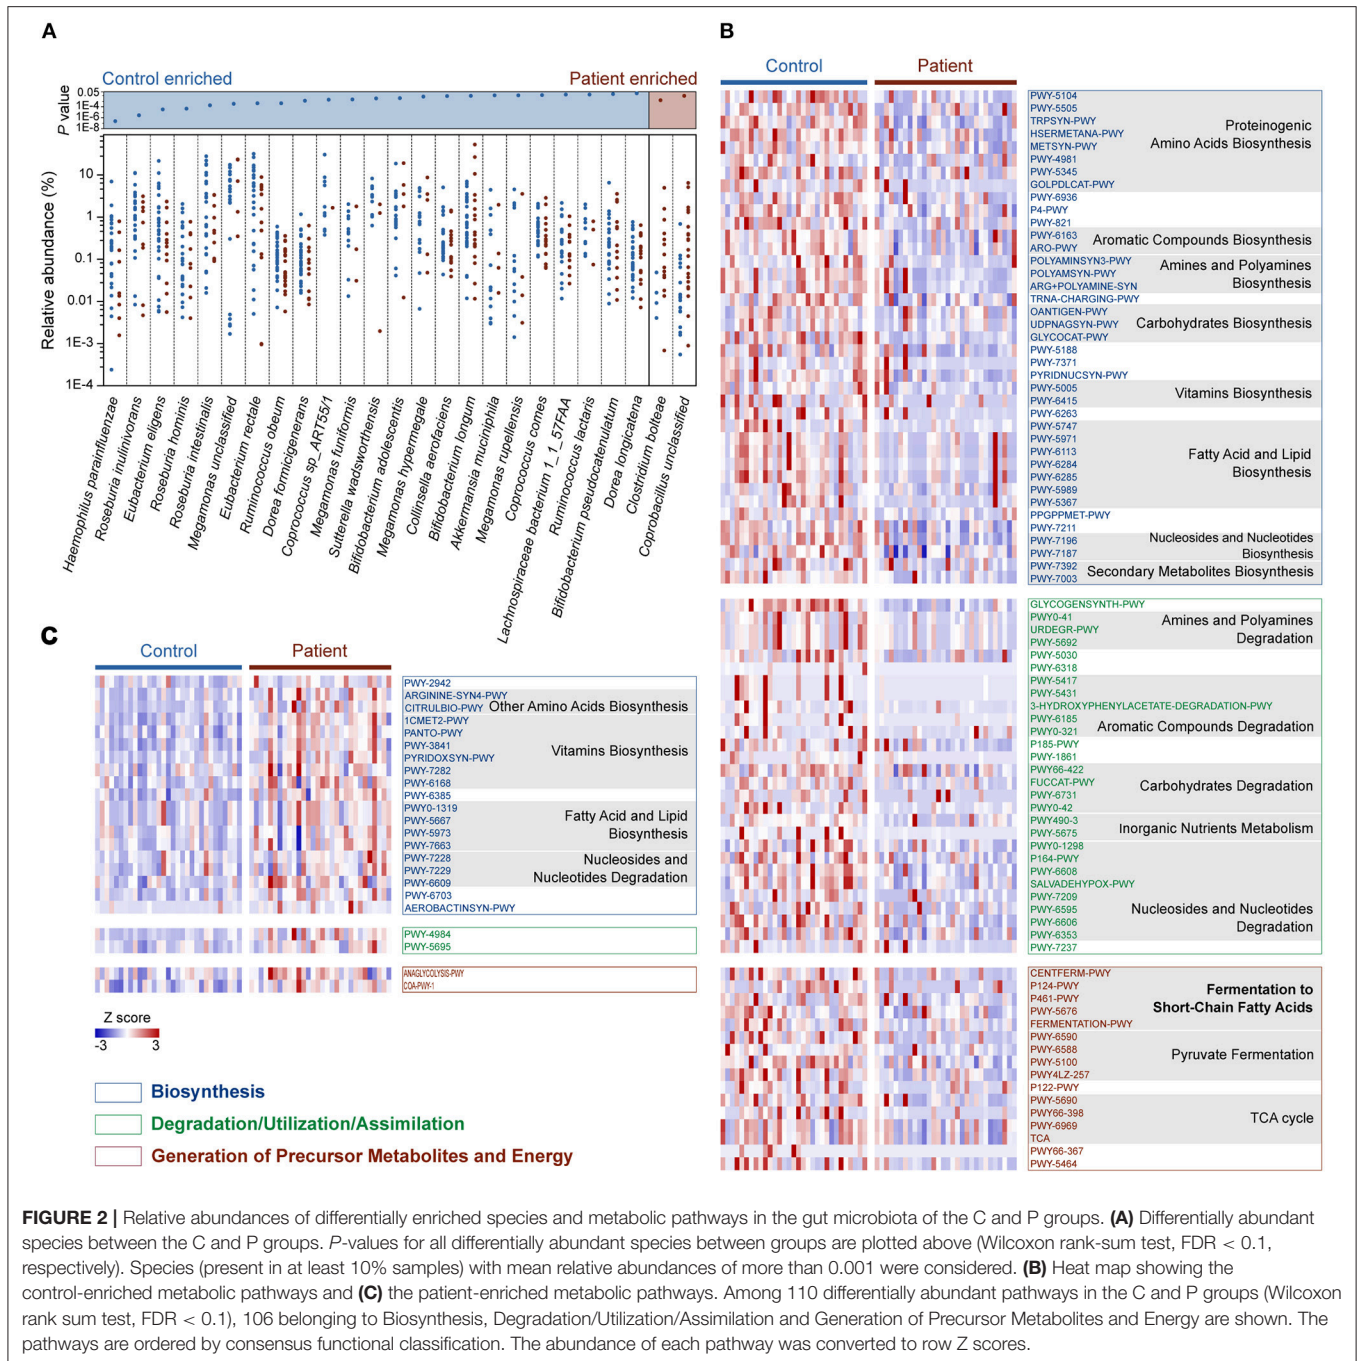 A
Control enriched
Patient enriched
P value
0.05
1E-4
1E-6
1E-8
Relative abundance (%)
10
1
0.1
0.01
1E-3
1E-4
Haemophilus parainfluenzae
Roseburia inulinivorans
Eubacterium eligens
Roseburia hominis
Roseburia intestinalis
Megamonas unclassified
Eubacterium rectale
Ruminococcus obeum
Dorea formicigenerans
Coprococcus sp_ART55/1
Megamonas funiformis
Sutterella wadsworthensis
Bifidobacterium adolescentis
Megamonas hypermegale
Collinsella aerofaciens
Bifidobacterium longum
Akkermansia muciniphila
Megamonas rupellensis
Coprococcus comes
Lachnospiraceae bacterium 1_1_57FAA
Ruminococcus lactaris
Bifidobacterium pseudocatenulatum
Dorea longicatena
Clostridium bolteae
Coprobacillus unclassified
B
Control
Patient
PWY-5104
PWY-5505
TRPSYN-PWY
HSERMETANA-PWY
METSYN-PWY
PWY-4981
PWY-5345
GOLPDLCAT-PWY
Proteinogenic
Amino Acids Biosynthesis
PWY-6936
P4-PWY
PWY-821
PWY-6163
ARO-PWY
Aromatic Compounds Biosynthesis
POLYAMINSYN3-PWY
POLYAMSYN-PWY
ARG+POLYAMINE-SYN
Amines and Polyamines
Biosynthesis
TRNA-CHARGING-PWY
OANTIGEN-PWY
UDPNAGSYN-PWY
GLYCOCAT-PWY
Carbohydrates Biosynthesis
PWY-5188
PWY-7371
PYRIDNUCSYN-PWY
PWY-5005
PWY-6415
Vitamins Biosynthesis
PWY-6263
PWY-5747
PWY-5971
PWY-6113
PWY-6284
PWY-6285
PWY-5989
PWY-5367
Fatty Acid and Lipid
Biosynthesis
PPGPPMET-PWY
PWY-7211
PWY-7196
PWY-7187
Nucleosides and Nucleotides
Biosynthesis
PWY-7392
PWY-7003
Secondary Metabolites Biosynthesis
GLYCOGENSYNTH-PWY
PWY0-41
URDEGR-PWY
PWY-5692
Amines and Polyamines
Degradation
PWY-5030
PWY-6318
PWY-5417
PWY-5431
3-HYDROXYPHENYLACETATE-DEGRADATION-PWY
PWY-6185
PWY0-321
Aromatic Compounds Degradation
P185-PWY
PWY-1861
PWY66-422
FUCCAT-PWY
PWY-6731
PWY0-42
Carbohydrates Degradation
PWY490-3
PWY-5675
Inorganic Nutrients Metabolism
PWY0-1298
P164-PWY
PWY-6608
SALVADEHYPOX-PWY
PWY-7209
PWY-6595
PWY-6606
PWY-6353
Nucleosides and Nucleotides
Degradation
PWY-7237
CENTFERM-PWY
P124-PWY
P461-PWY
PWY-5676
FERMENTATION-PWY
Fermentation to
Short-Chain Fatty Acids
PWY-6590
PWY-6588
PWY-5100
PWY4LZ-257
Pyruvate Fermentation
P122-PWY
PWY-5690
PWY66-398
PWY-6969
TCA
TCA cycle
PWY66-367
PWY-5464
C
Control
Patient
PWY-2942
ARGININE-SYN4-PWY
CITRULBIO-PWY
Other Amino Acids Biosynthesis
1CMET2-PWY
PANTO-PWY
PWY-3841
PYRIDOXSYN-PWY
PWY-7282
PWY-6168
Vitamins Biosynthesis
PWY-6385
PWY0-1319
PWY-5667
PWY-5973
PWY-7663
Fatty Acid and Lipid
Biosynthesis
PWY-7228
PWY-7229
PWY-6609
Nucleosides and
Nucleotides Degradation
PWY-6703
AEROBACTINSYN-PWY
PWY-4984
PWY-5695
ANAGLYCOLYSIS-PWY
COA-PWY-1
Z score
-3
3
Biosynthesis
Degradation/Utilization/Assimilation
Generation of Precursor Metabolites and Energy
FIGURE 2 | Relative abundances of differentially enriched species and metabolic pathways in the gut microbiota of the C and P groups. (A) Differentially abundant
species between the C and P groups. P-values for all differentially abundant species between groups are plotted above (Wilcoxon rank-sum test, FDR < 0.1,
respectively). Species (present in at least 10% samples) with mean relative abundances of more than 0.001 were considered. (B) Heat map showing the
control-enriched metabolic pathways and (C) the patient-enriched metabolic pathways. Among 110 differentially abundant pathways in the C and P groups (Wilcoxon
rank sum test, FDR < 0.1), 106 belonging to Biosynthesis, Degradation/Utilization/Assimilation and Generation of Precursor Metabolites and Energy are shown. The
pathways are ordered by consensus functional classification. The abundance of each pathway was converted to row Z scores.